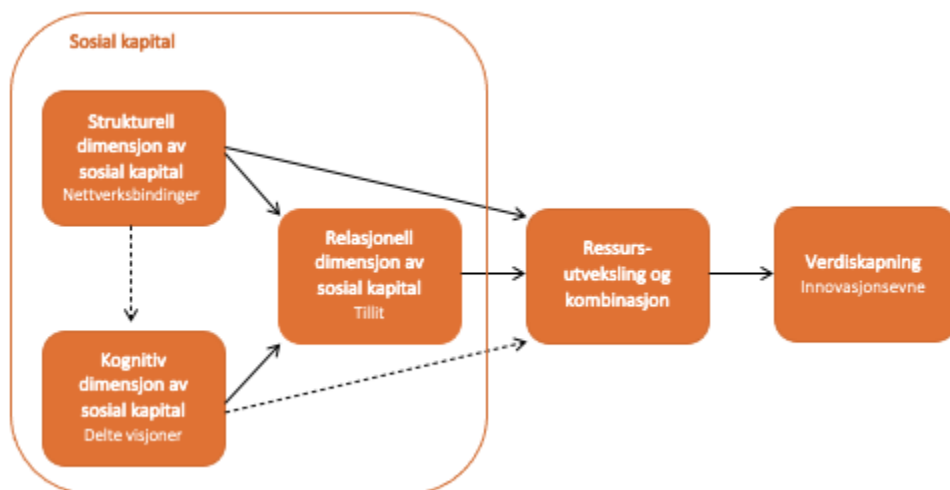 Sosial kapital
Strukturell
dimensjon av
sosial kapital
Nettverksbindinger
Relasjonell
dimensjon av
sosial kapital
Tillit
Ressurs-
utveksling og
kombinasjon
Verdiskapning
Innovasjonsevne
Kognitiv
dimensjon av
sosial kapital
Delte visjoner